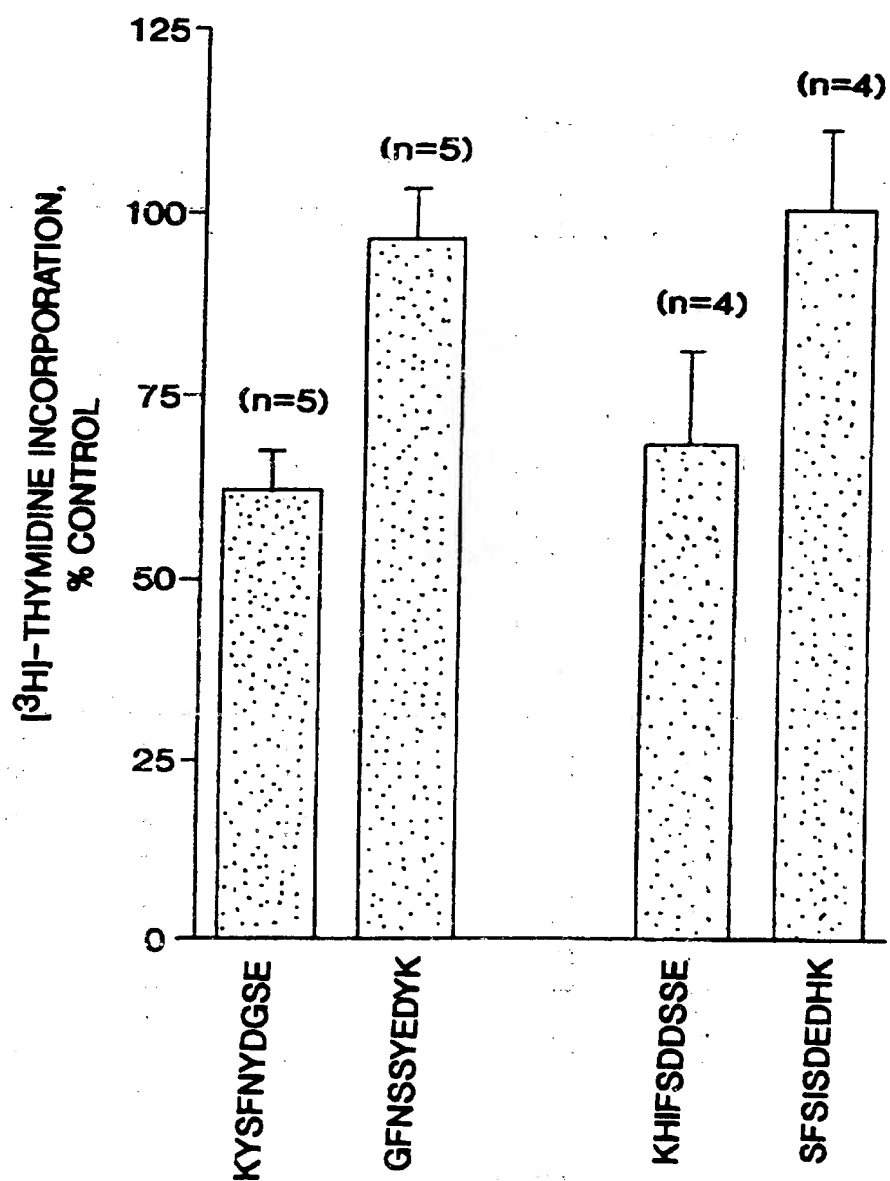 [3H]-THYMIDINE INCORPORATION,
% CONTROL
125
100
75
50
25
0
(n=5)
(n=5)
(n=4)
(n=4)
KYSFNYDGSE
GFNSSYEDYK
KHIFSDDSSE
SFSISDEDHK